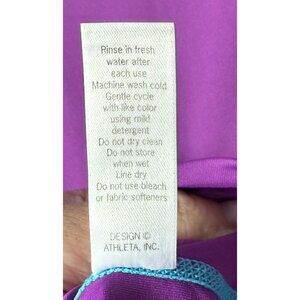 Rinse in fresh
water after
each use
Machine wash cold
Gentle cycle
with like color
using mild
detergent
Do not dry clean
Do not store
when wet
Line dry
Do not use bleach
or fabric softeners
DESIGN ©
ATHLETA, INC.